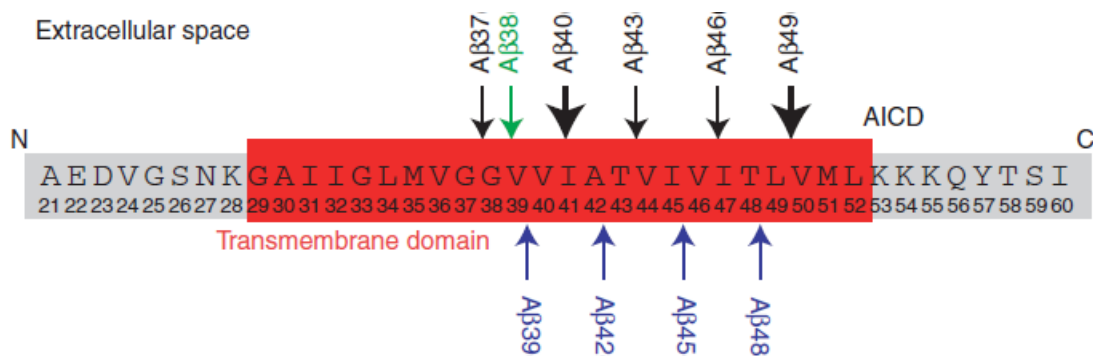 Extracellular space
Aβ37
Aβ38
Aβ40
Aβ43
Aβ46
Aβ49
AICD
N
C
A E D V G S N K G A I I G L M V G G V V I A T V I V I T L V M L K K K Q Y T S I
21 22 23 24 25 26 27 28 29 30 31 32 33 34 35 36 37 38 39 40 41 42 43 44 45 46 47 48 49 50 51 52 53 54 55 56 57 58 59 60
Transmembrane domain
Aβ39
Aβ42
Aβ45
Aβ48